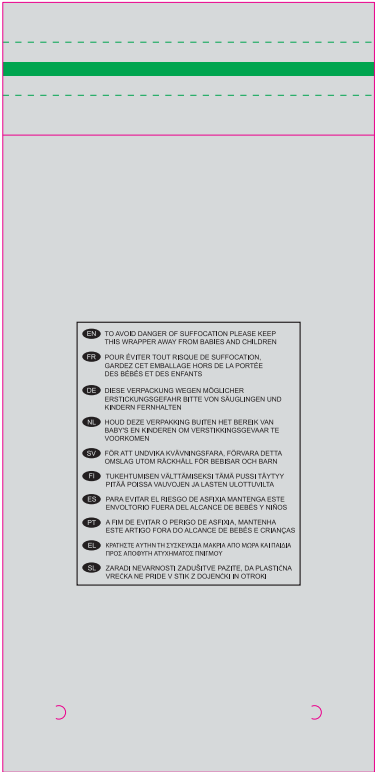 EN TO AVOID DANGER OF SUFFOCATION PLEASE KEEP
THIS WRAPPER AWAY FROM BABIES AND CHILDREN
FR POUR ÉVITER TOUT RISQUE DE SUFFOCATION,
GARDEZ CET EMBALLAGE HORS DE LA PORTÉE
DES BÉBÉS ET DES ENFANTS
DE DIESE VERPACKUNG WEGEN MÖGLICHER
ERSTICKUNGSGEFAHR BITTE VON SÄUGLINGEN UND
KINDERN FERNHALTEN
NL HOUD DEZE VERPAKKING BUITEN HET BEREIK VAN
BABY'S EN KINDEREN OM VERSTIKKINGSGEVAAR TE
VOORKOMEN
SV FÖR ATT UNDVIKA KVÄVNINGSFARA, FÖRVARA DETTA
OMSLAG UTOM RÄCKHÅLL FÖR BEBISAR OCH BARN
FI TUKEHTUMISEN VÄLTTÄMISEKSI TÄMÄ PUSSI TÄYTYY
PITÄÄ POISSA VAUVOJEN JA LASTEN ULOTTUVILTA
ES PARA EVITAR EL RIESGO DE ASFIXIA MANTENGA ESTE
ENVOLTORIO FUERA DEL ALCANCE DE BEBÉS Y NIÑOS
PT A FIM DE EVITAR O PERIGO DE ASFIXIA, MANTENHA
ESTE ARTIGO FORA DO ALCANCE DE BEBÉS E CRIANÇAS
EL ΚΡΑΤΗΣΤΕ ΑΥΤΗΝ ΤΗ ΣΥΣΚΕΥΑΣΙΑ ΜΑΚΡΙΑ ΑΠΟ ΜΩΡΑ ΚΑΙ ΠΑΙΔΙΑ
ΠΡΟΣ ΑΠΟΦΥΓΗ ΑΤΥΧΗΜΑΤΟΣ ΠΝΙΓΜΟΥ
SL ZARADI NEVARNOSTI ZADUŠITVE PAZITE, DA PLASTIČNA
VREČKA NE PRIDE V STIK Z DOJENČKI IN OTROKI